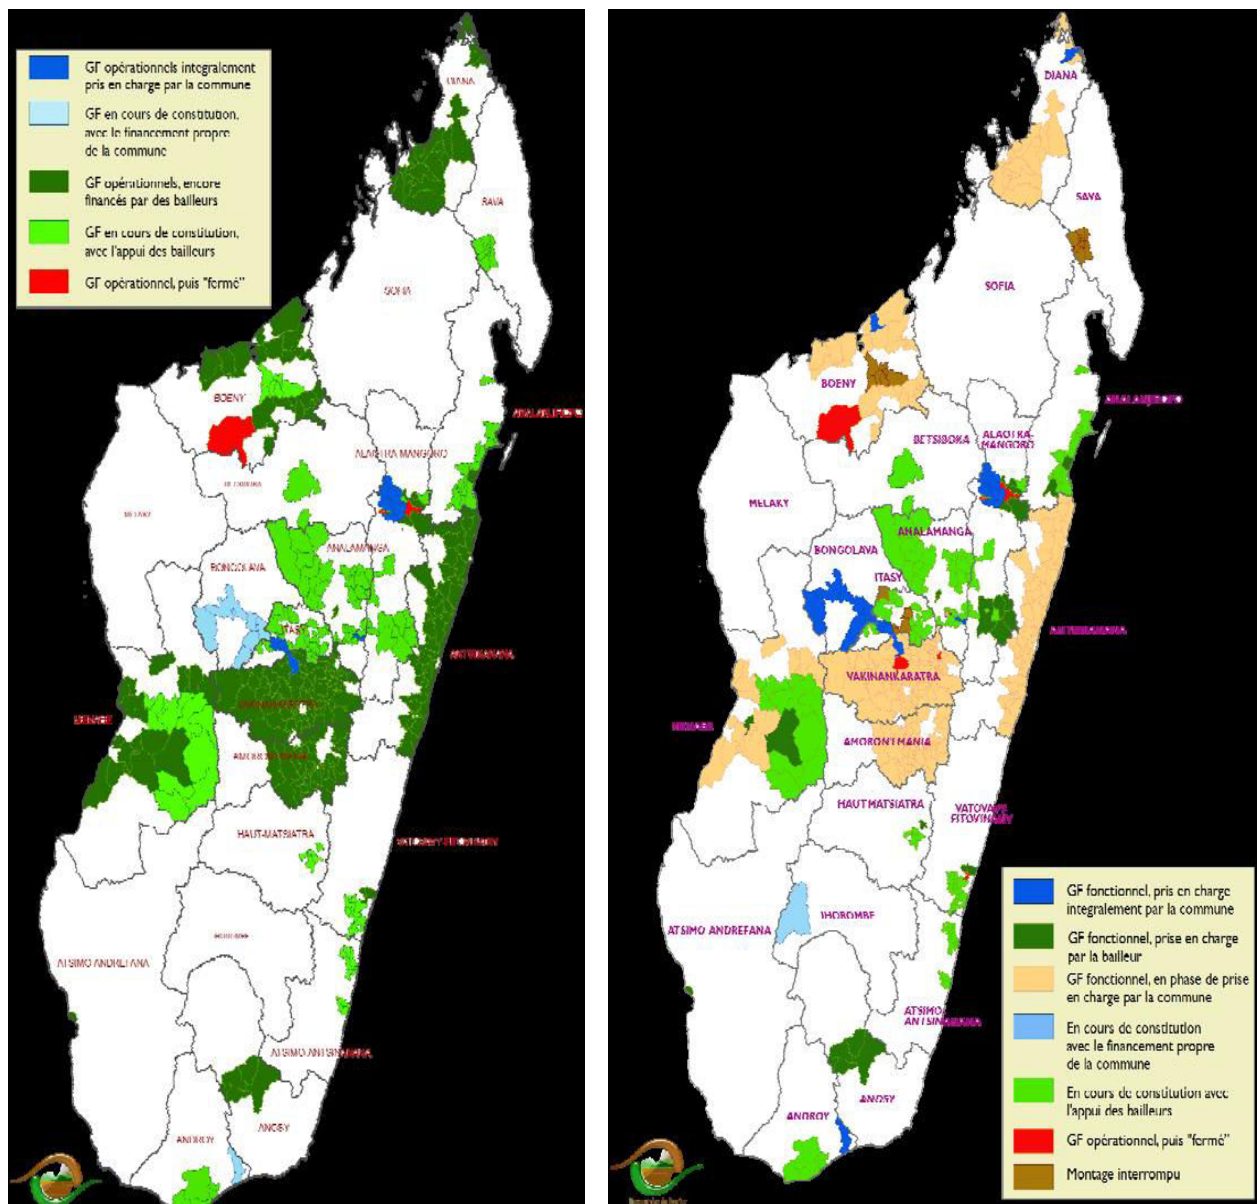 GF opérationnels integralement
pris en charge par la commune
GF en cours de constitution,
avec le financement propre
de la commune
GF opérationnels, encore
financés par des bailleurs
GF en cours de constitution,
avec l'appui des bailleurs
GF opérationnel, puis "fermé"
DIANA
SAVA
SOFIA
BOENY
ALAOTRA-MANGORO
MELAKY
ANALAMANGA
BONGOLAVA
ITASY
HAUT-MATSIATRA
ATSIMO ANDREFANA
ATSIMO ANTSINANANA
ANOSY
ANDROY
DIANA
SAVA
SOFIA
BOENY
BETSIBOKA
ALAOTRA-
MANGORO
MELAKY
ANALAMANGA
BONGOLAVA
ITASY
VAKINANKARATRA
AMORON'I MANIA
HAUT MATSIATRA
VATOVAVY
FITOVINANY
IHOROMBE
ATSIMO ANDREFANA
ATSIMO
ANTSINANANA
ANOSY
ANDROY
GF fonctionnel, pris en charge
integralement par la commune
GF fonctionnel, prise en charge
par la bailleur
GF fonctionnel, en phase de prise
en charge par la commune
En cours de constitution
avec le financement propre
de la commune
En cours de constitution avec
l'appui des bailleurs
GF opérationnel, puis "fermé"
Montage interrompu